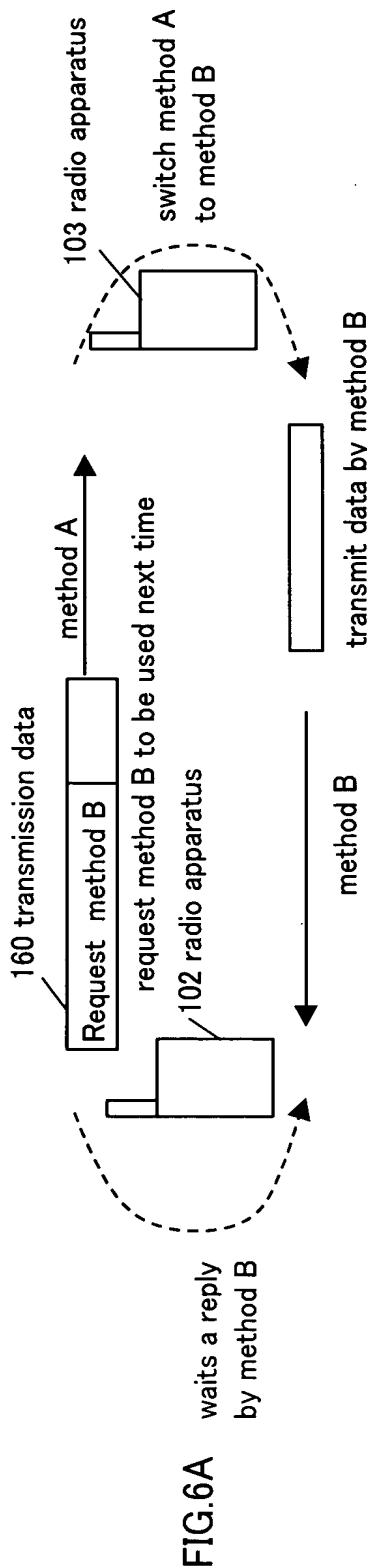 FIG.6A
waits a reply
by method B
160 transmission data
Request method B
method A
request method B to be used next time
102 radio apparatus
103 radio apparatus
switch method A
to method B
method B
transmit data by method B